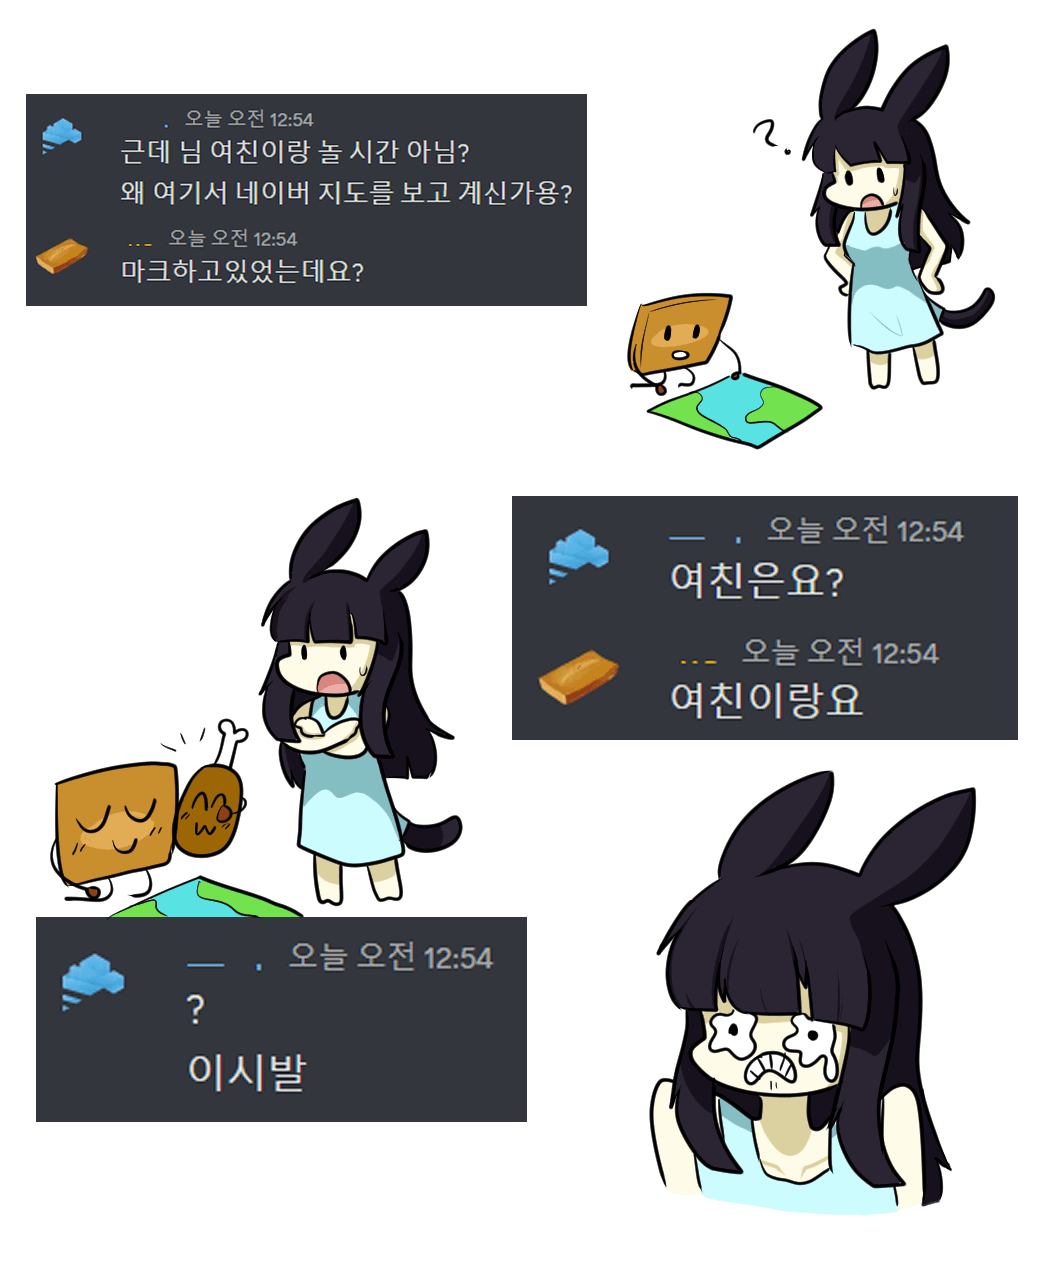 오늘 오전 12:54
근데 님 여친이랑 놀 시간 아님?
왜 여기서 네이버 지도를 보고 계신가용?
오늘 오전 12:54
마크하고있었는데요?
?
오늘 오전 12:54
여친은요?
오늘 오전 12:54
여친이랑요
오늘 오전 12:54
?
이시발